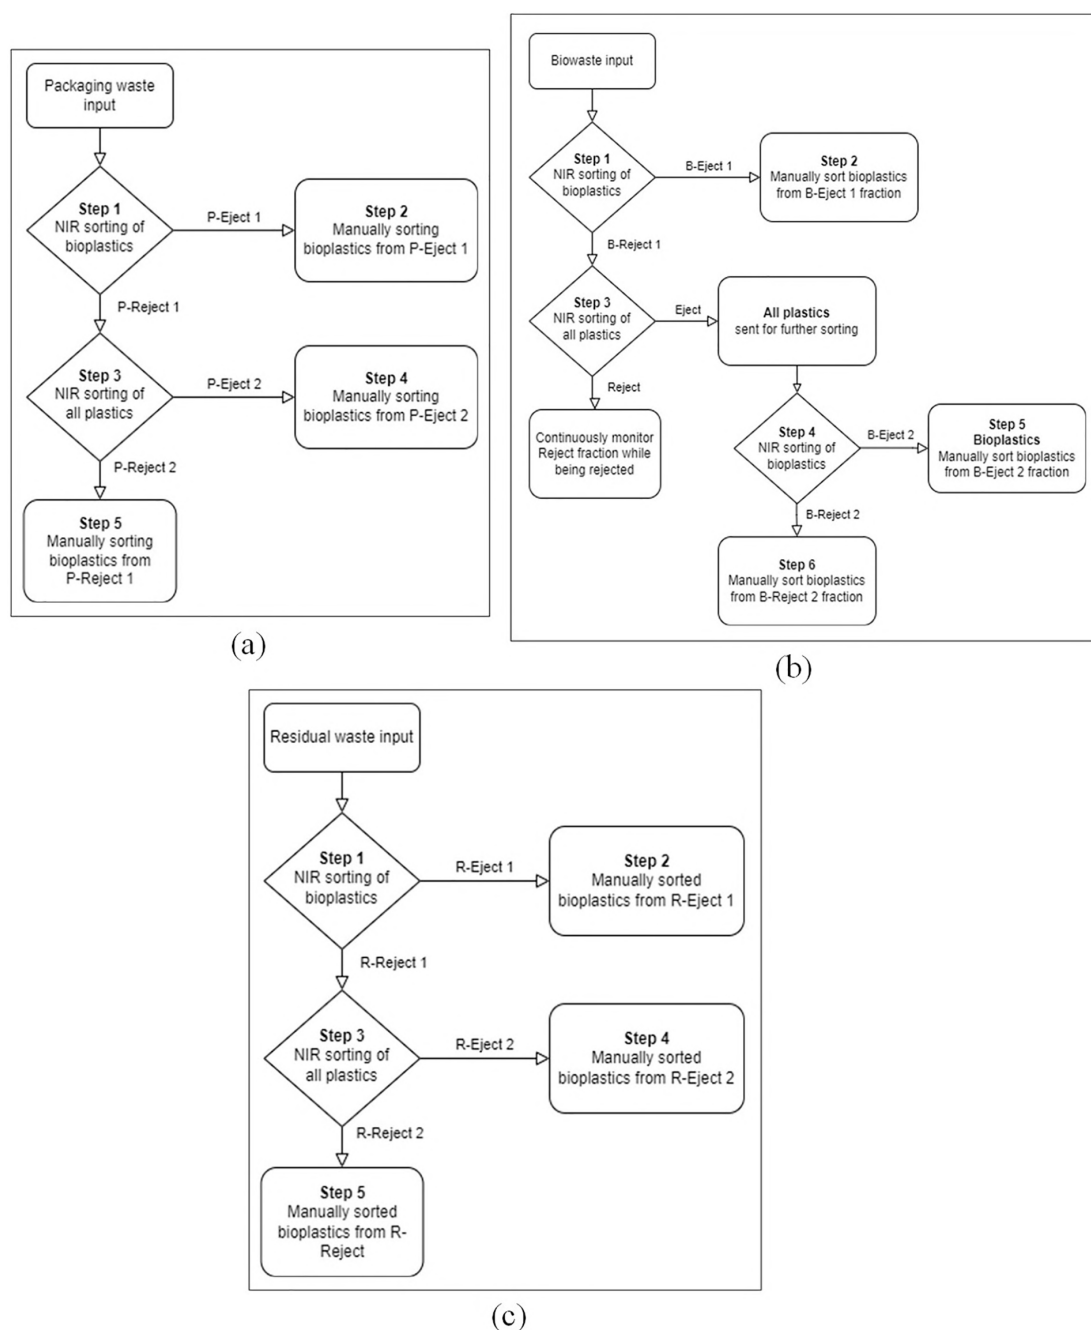 Packaging waste
input
Step 1
NIR sorting of
bioplastics
P-Eject 1
Step 2
Manually sorting
bioplastics from P-Eject 1
P-Reject 1
Step 3
NIR sorting of
all plastics
P-Eject 2
Step 4
Manually sorting
bioplastics from P-Eject 2
P-Reject 2
Step 5
Manually sorting
bioplastics from
P-Reject 1
(a)
Biowaste input
Step 1
NIR sorting of
bioplastics
B-Eject 1
Step 2
Manually sort bioplastics
from B-Eject 1 fraction
B-Reject 1
Step 3
NIR sorting of
all plastics
Eject
All plastics
sent for further sorting
Reject
Continuously monitor
Reject fraction while
being rejected
Step 4
NIR sorting of
bioplastics
B-Eject 2
Step 5
Bioplastics
Manually sort bioplastics
from B-Eject 2 fraction
B-Reject 2
Step 6
Manually sort bioplastics
from B-Reject 2 fraction
(b)
Residual waste input
Step 1
NIR sorting of
bioplastics
R-Eject 1
Step 2
Manually sorted
bioplastics from R-Eject 1
R-Reject 1
Step 3
NIR sorting of
all plastics
R-Eject 2
Step 4
Manually sorted
bioplastics from R-Eject 2
R-Reject 2
Step 5
Manually sorted
bioplastics from R-
Reject
(c)